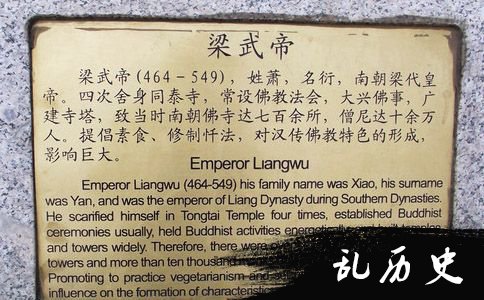 梁武帝
梁武帝(464-549)，姓萧，名衍，南朝梁代皇
帝。四次舍身同泰寺，常设佛教法会，大兴佛事，广
建寺塔，致当时南朝佛寺达七百余所，僧尼达十余万
人。提倡素食、修制忏法，对汉传佛教特色的形成，
影响巨大。
Emperor Liangwu
Emperor Liangwu (464-549) his family name was Xiao, his surname
was Yan, and was the emperor of Liang Dynasty during Southern Dynasties.
He scarified himself in Tongtai Temple four times, established Buddhist
ceremonies usually, held Buddhist activities energetically
and towers widely. Therefore, there were
towers and more than ten thousand
Promoting to practice vegetarianism and
influence on the formation of characteristic
乱历史